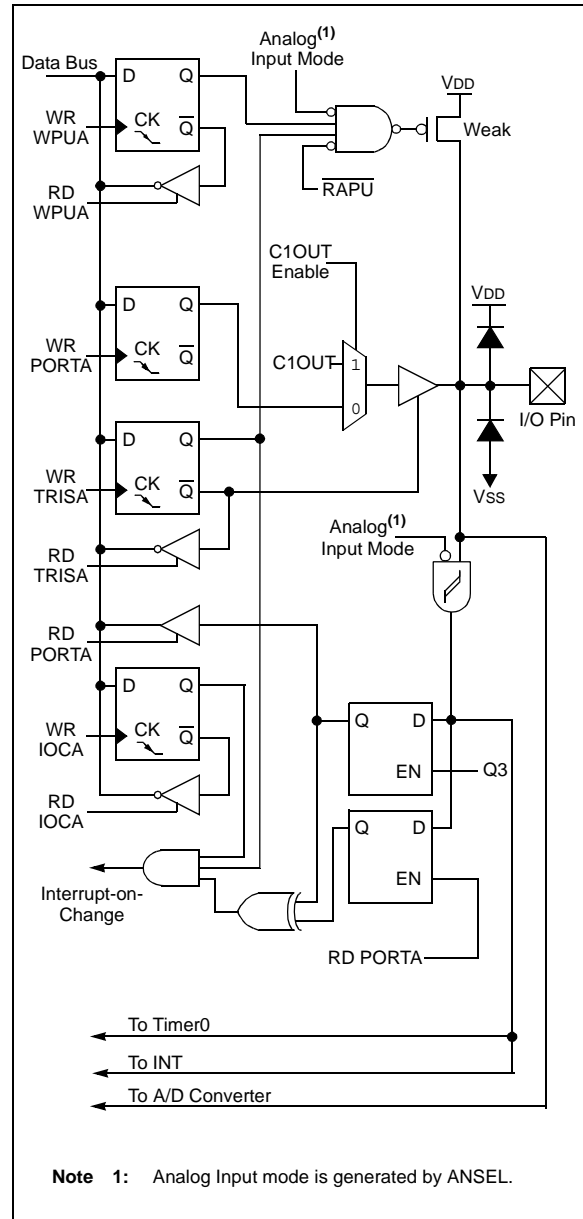 Analog(1)
Input Mode
Data Bus
D Q
VDD
WR
WPUA
CK
Q
Weak
RD
WPUA
RAPU
C1OUT
Enable
D Q
VDD
WR
PORTA
CK
Q
C1OUT
1
0
I/O Pin
D Q
WR
TRISA
CK
Q
VSS
Analog(1)
Input Mode
RD
TRISA
RD
PORTA
D Q
WR
IOCA
CK
Q
Q D
EN
Q3
RD
IOCA
Q D
EN
Interrupt-on-
Change
RD PORTA
To Timer0
To INT
To A/D Converter
Note 1: Analog Input mode is generated by ANSEL.